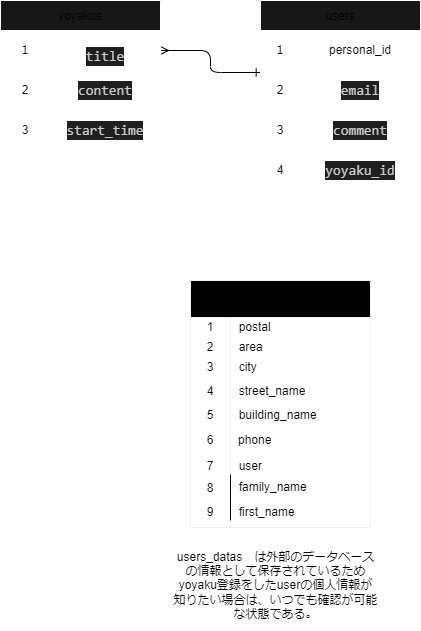 yoyakus
1 title
2 content
3 start_time
users
1 personal_id
2 email
3 comment
4 yoyaku_id
1 postal
2 area
3 city
4 street_name
5 building_name
6 phone
7 user
8 family_name
9 first_name
users_datas　は外部のデータベース
の情報として保存されているため
yoyaku登録をしたuserの個人情報が
知りたい場合は、いつでも確認が可能
な状態である。